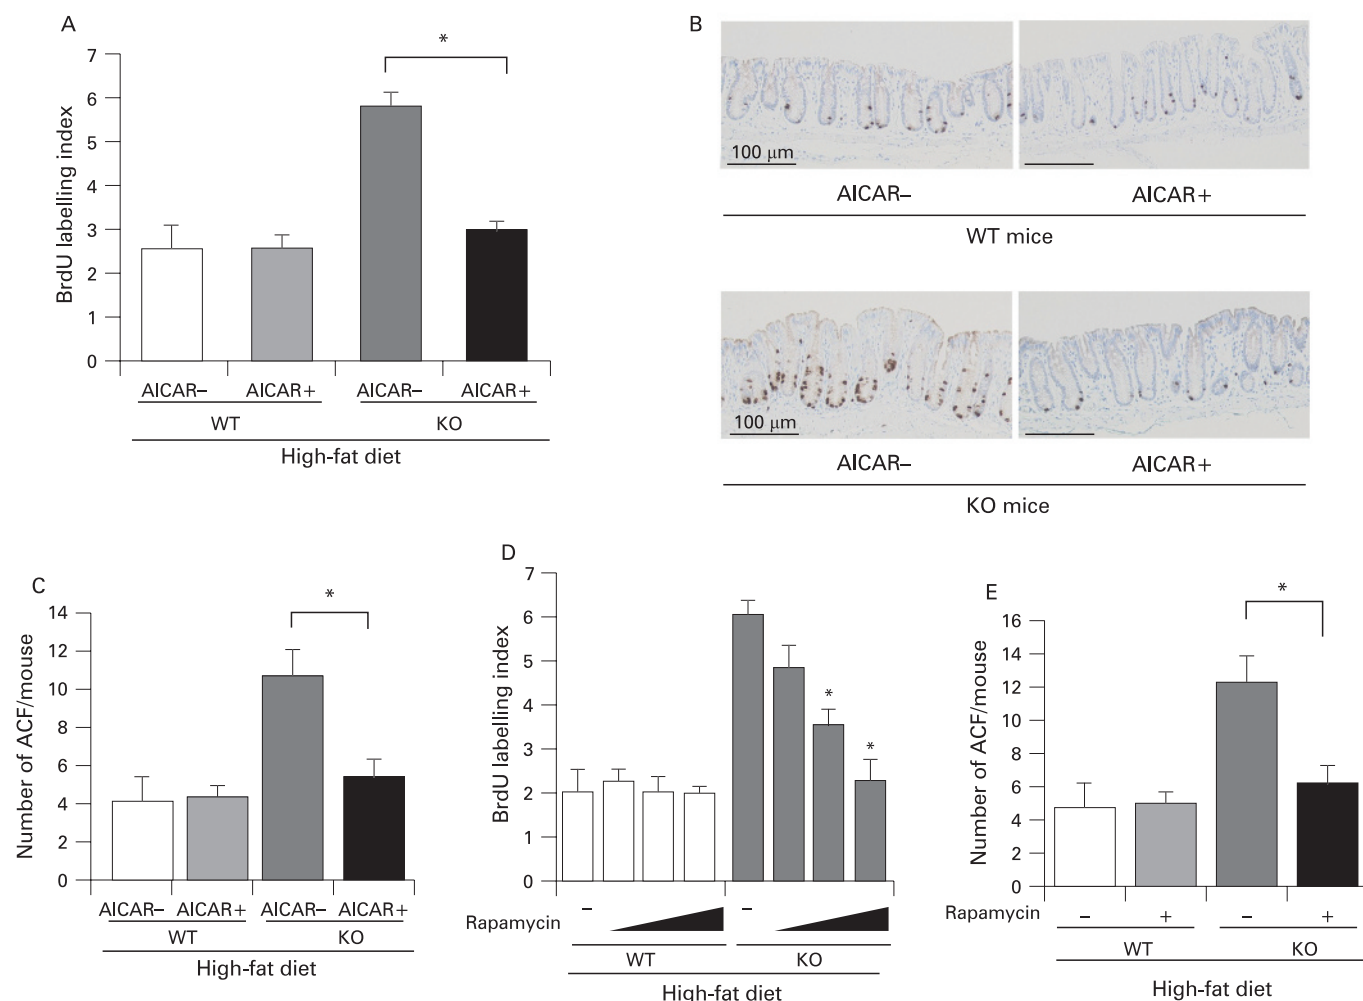 A
*
7
6
5
4
3
2
1
0
BrdU labelling index
AICAR– AICAR+ AICAR– AICAR+
WT KO
High-fat diet
B
100 μm
AICAR– AICAR+
WT mice
100 μm
AICAR– AICAR+
KO mice
C
*
14
12
10
8
6
4
2
0
Number of ACF/mouse
AICAR– AICAR+ AICAR– AICAR+
WT KO
High-fat diet
D
7
6
5
4
3
2
1
0
BrdU labelling index
*
*
Rapamycin – –
WT KO
High-fat diet
E
*
16
14
12
10
8
6
4
2
0
Number of ACF/mouse
Rapamycin – + – +
WT KO
High-fat diet